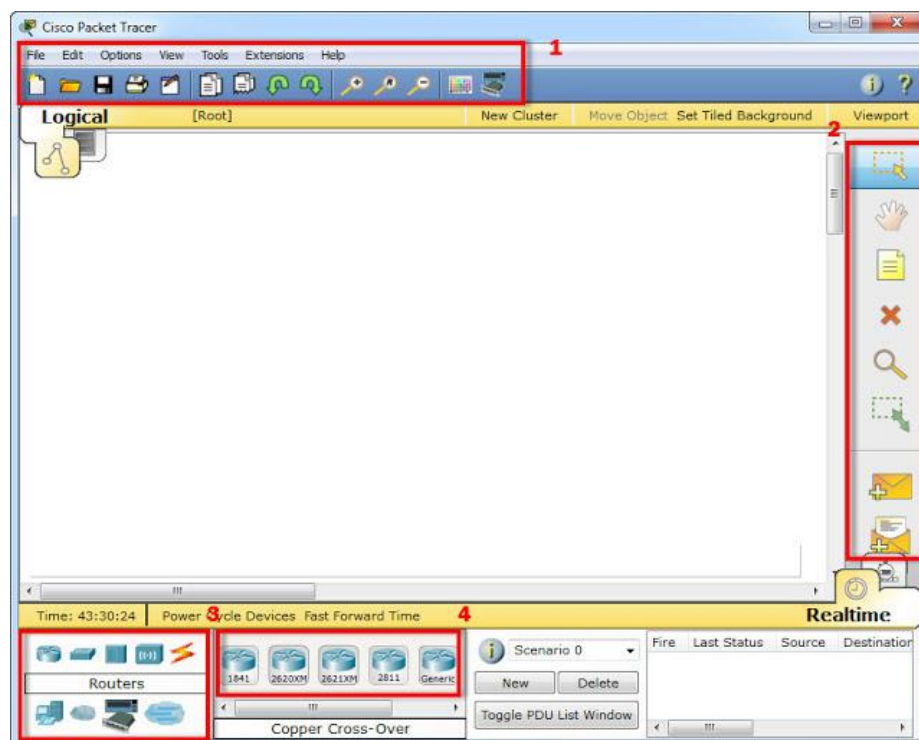 Cisco Packet Tracer
File Edit Options View Tools Extensions Help
1
Logical [Root] New Cluster Move Object Set Tiled Background Viewport
2
Time: 43:30:24 Power Cycle Devices Fast Forward Time
3
4
Realtime
Routers
1841 2620XM 2621XM 2811 Generic
Copper Cross-Over
Scenario 0
New Delete
Toggle PDU List Window
Fire Last Status Source Destination